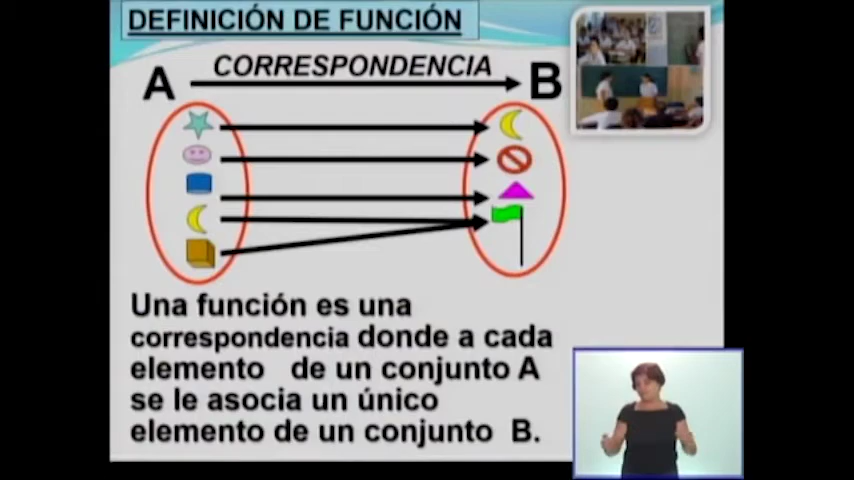 DEFINICIÓN DE FUNCIÓN
CORRESPONDENCIA
A B
Una función es una
correspondencia donde a cada
elemento de un conjunto A
se le asocia un único
elemento de un conjunto B.